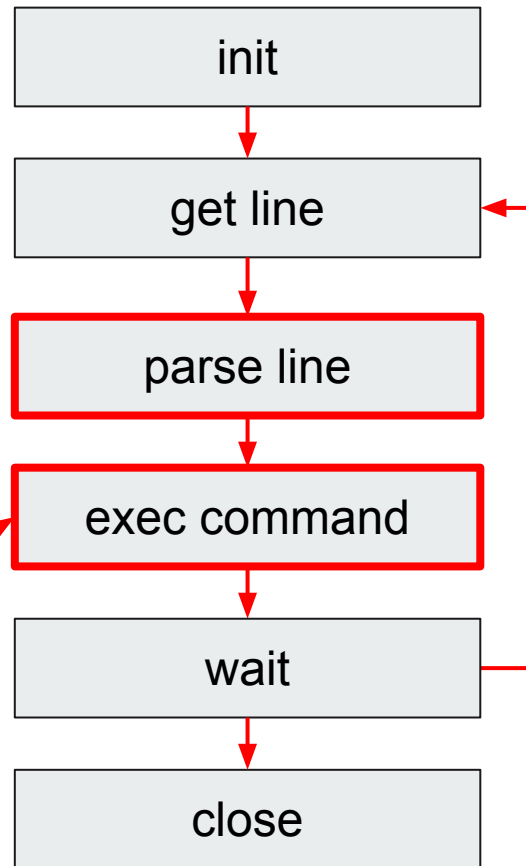 init
get line
parse line
exec command
wait
close